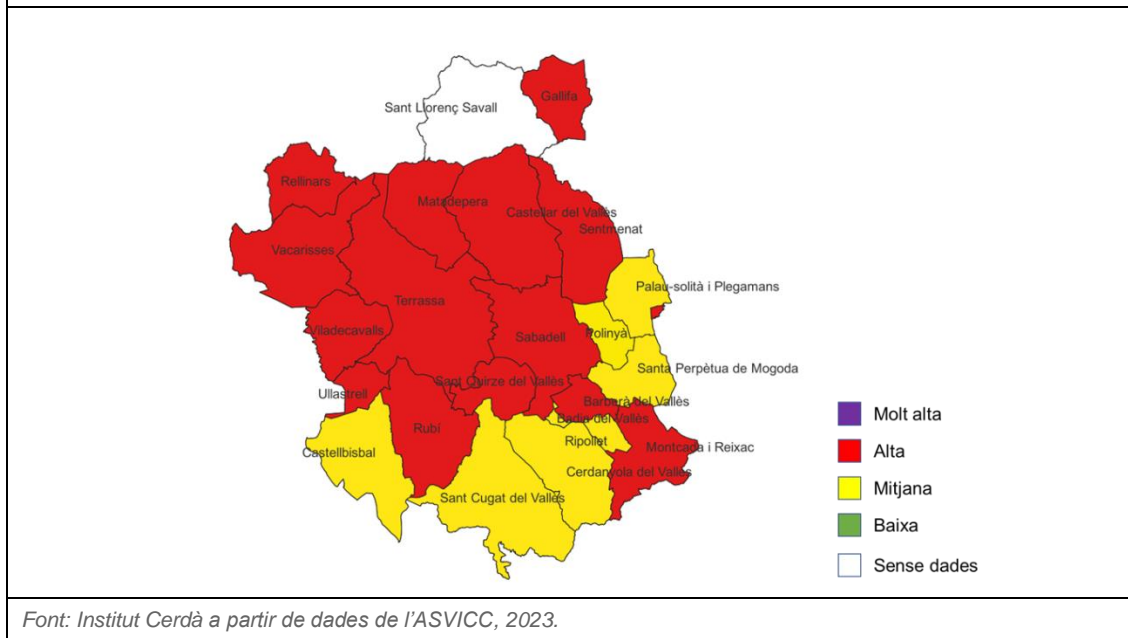 Gallifa
Sant Llorenç Savall
Rellinars
Matadepera
Castellar del Vallès
Sentmenat
Vacarisses
Palau-solità i Plegamans
Terrassa
Viladecavalls
Sabadell
Polinyà
Santa Perpètua de Mogoda
Sant Quirze del Vallès
Ullastrell
Barberà del Vallès
Badia del Vallès
Rubí
Ripollet
Montcada i Reixac
Castellbisbal
Cerdanyola del Vallès
Sant Cugat del Vallès
Molt alta
Alta
Mitjana
Baixa
Sense dades
Font: Institut Cerdà a partir de dades de l'ASVICC, 2023.